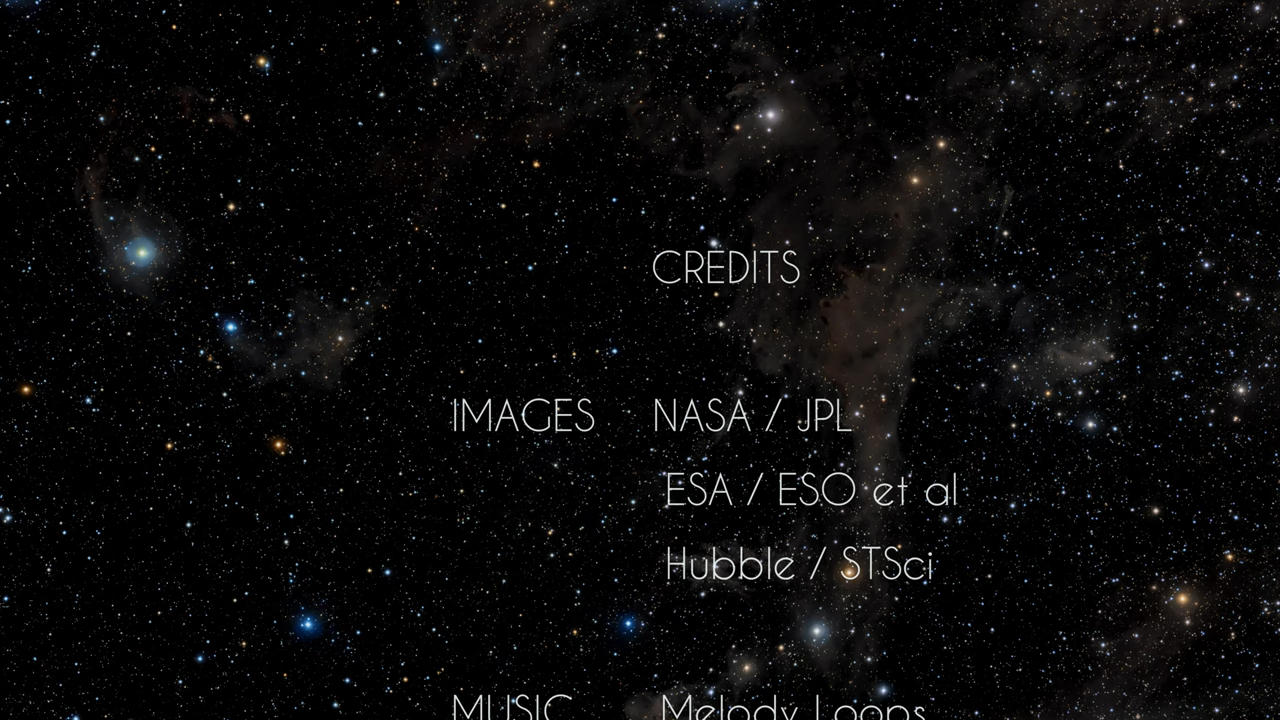 CREDITS
IMAGES NASA / JPL
ESA / ESO et al
Hubble / STSci
MUSIC Melody Loops